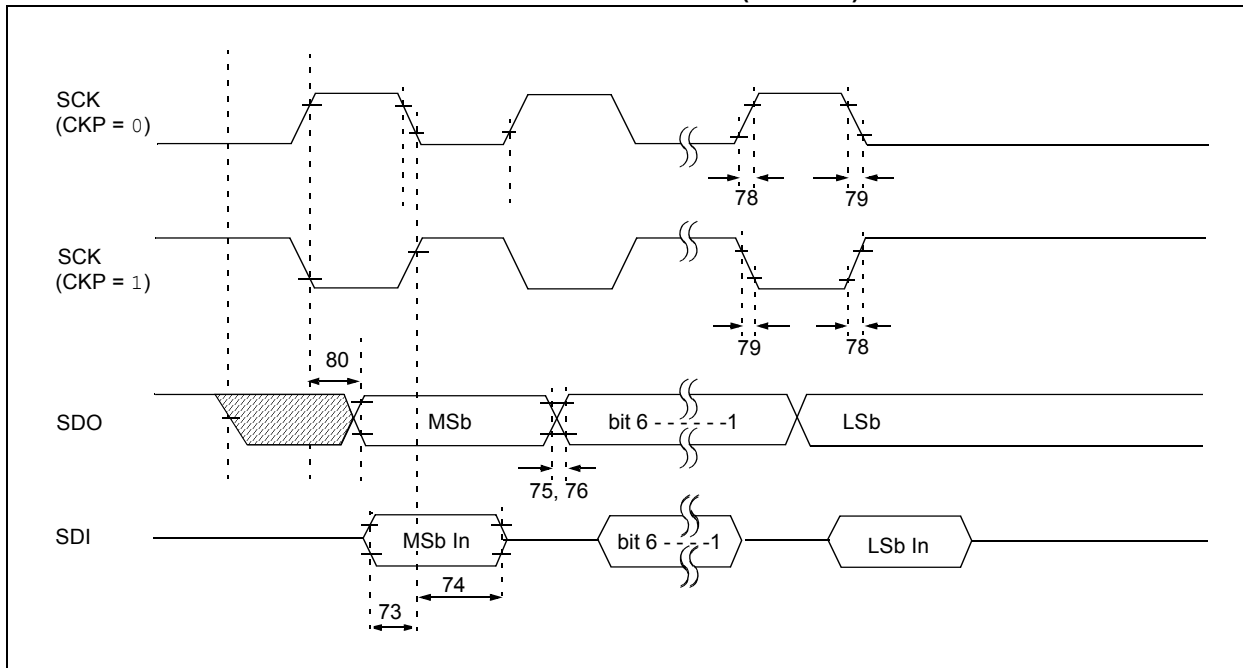 SCK
(CKP = 0)
78
79
SCK
(CKP = 1)
79
78
80
SDO
MSb
bit 6 - - - - - -1
LSb
75, 76
SDI
MSb In
bit 6 - - - - -1
LSb In
74
73